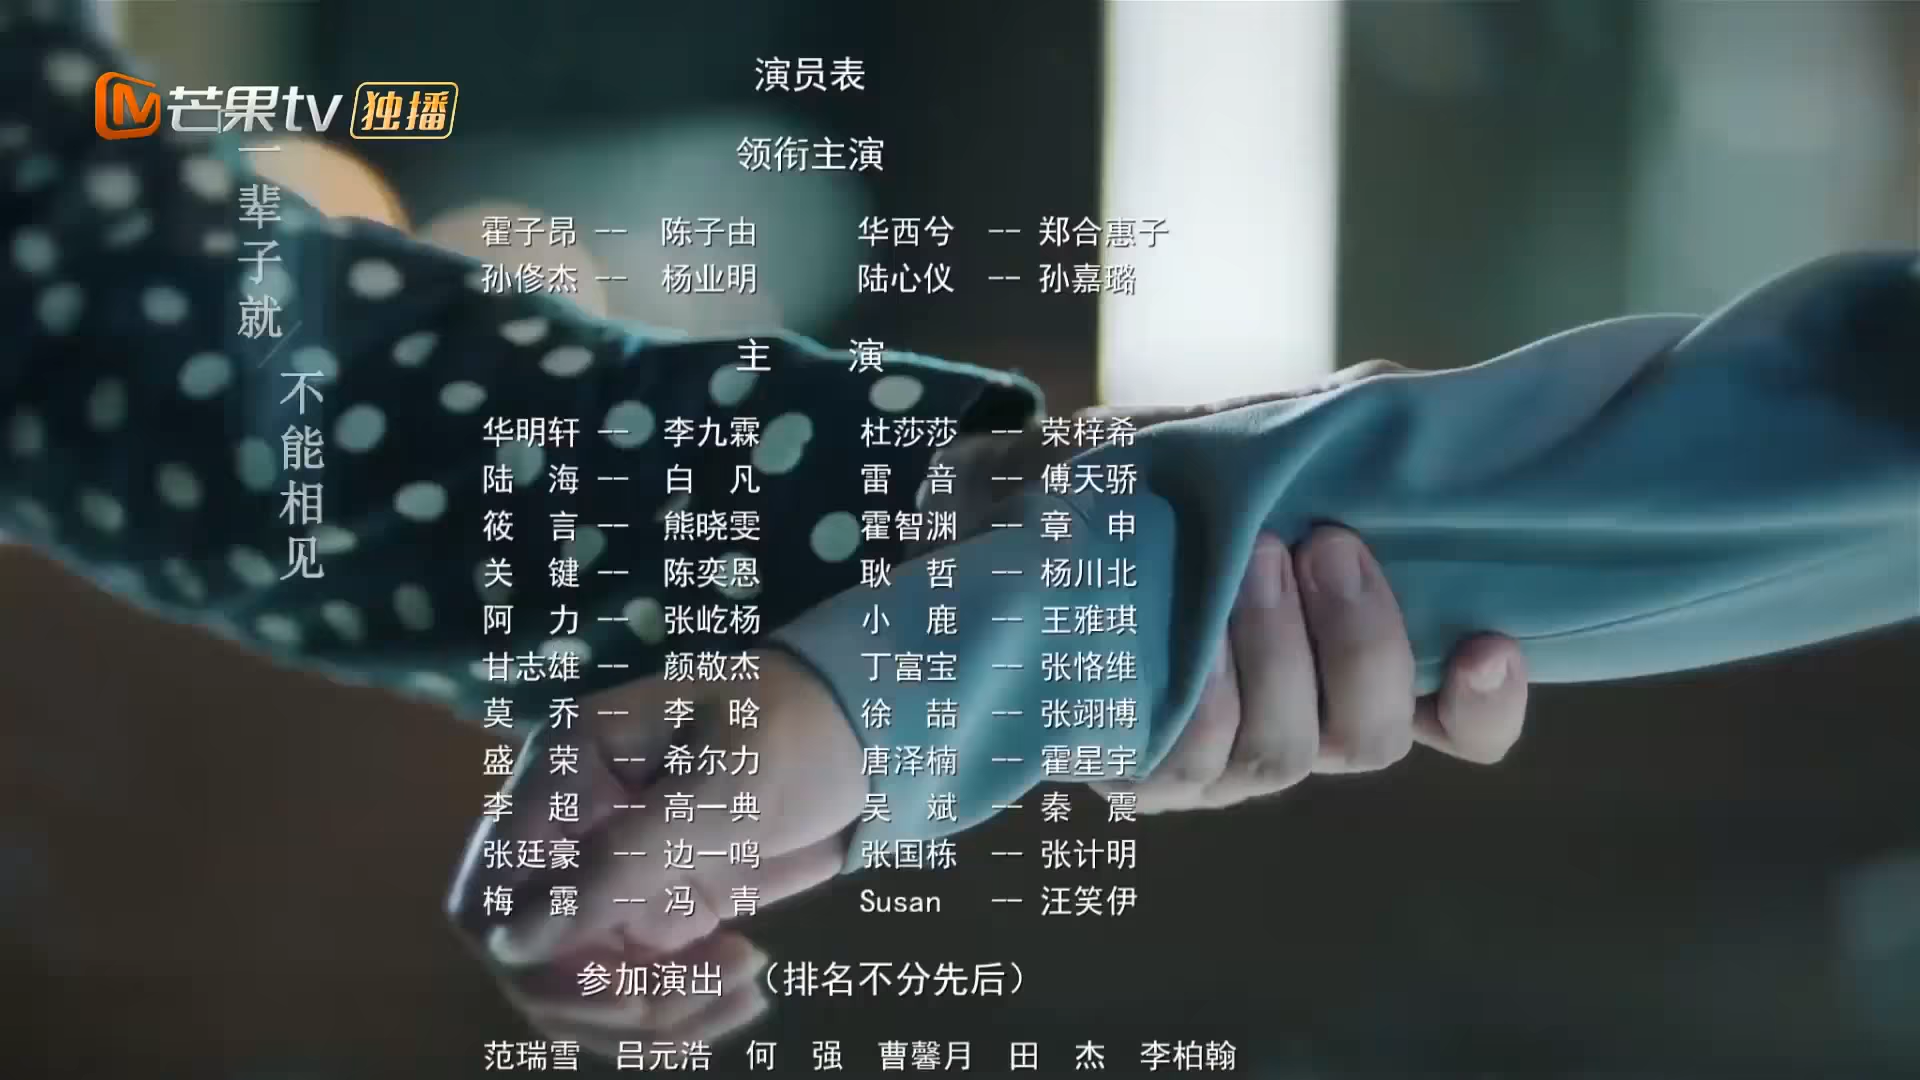 芒果tv 独播
一辈子就
不能相见
演员表
领衔主演
霍子昂 -- 陈子由 华西兮 -- 郑合惠子
孙修杰 -- 杨业明 陆心仪 -- 孙嘉璐
主 演
华明轩 -- 李九霖 杜莎莎 -- 荣梓希
陆 海 -- 白 凡 雷 音 -- 傅天骄
筱 言 -- 熊晓雯 霍智渊 -- 章 申
关 键 -- 陈奕恩 耿 哲 -- 杨川北
阿 力 -- 张屹杨 小 鹿 -- 王雅琪
甘志雄 -- 颜敬杰 丁富宝 -- 张恪维
莫 乔 -- 李 晗 徐 喆 -- 张翊博
盛 荣 -- 希尔力 唐泽楠 -- 霍星宇
李 超 -- 高一典 吴 斌 -- 秦 震
张廷豪 -- 边一鸣 张国栋 -- 张计明
梅 露 -- 冯 青 Susan -- 汪笑伊
参加演出 （排名不分先后）
范瑞雪 吕元浩 何 强 曹馨月 田 杰 李柏翰